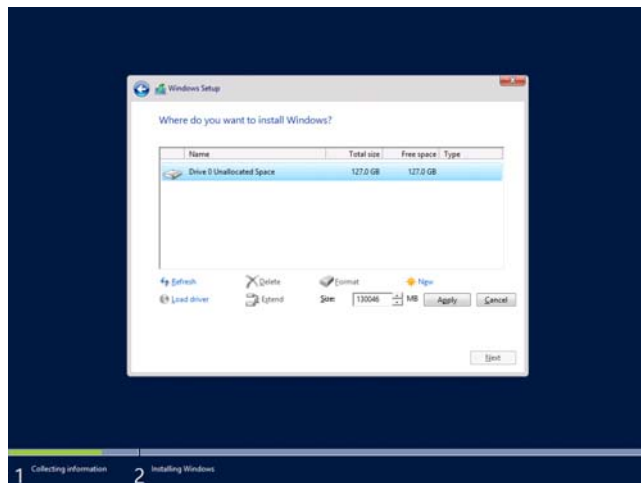 Windows Setup
Where do you want to install Windows?
Name Total size Free space Type
Drive 0 Unallocated Space 127.0 GB 127.0 GB
Refresh Delete Format New
Load driver Extend Size: 130046 MB Apply Cancel
Next
1 Collecting information 2 Installing Windows